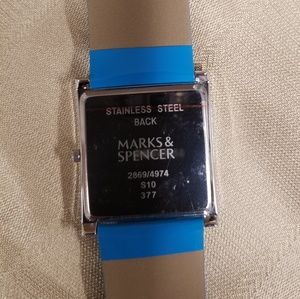 STAINLESS STEEL
BACK
MARKS &
SPENCER
2869/4974
S10
377